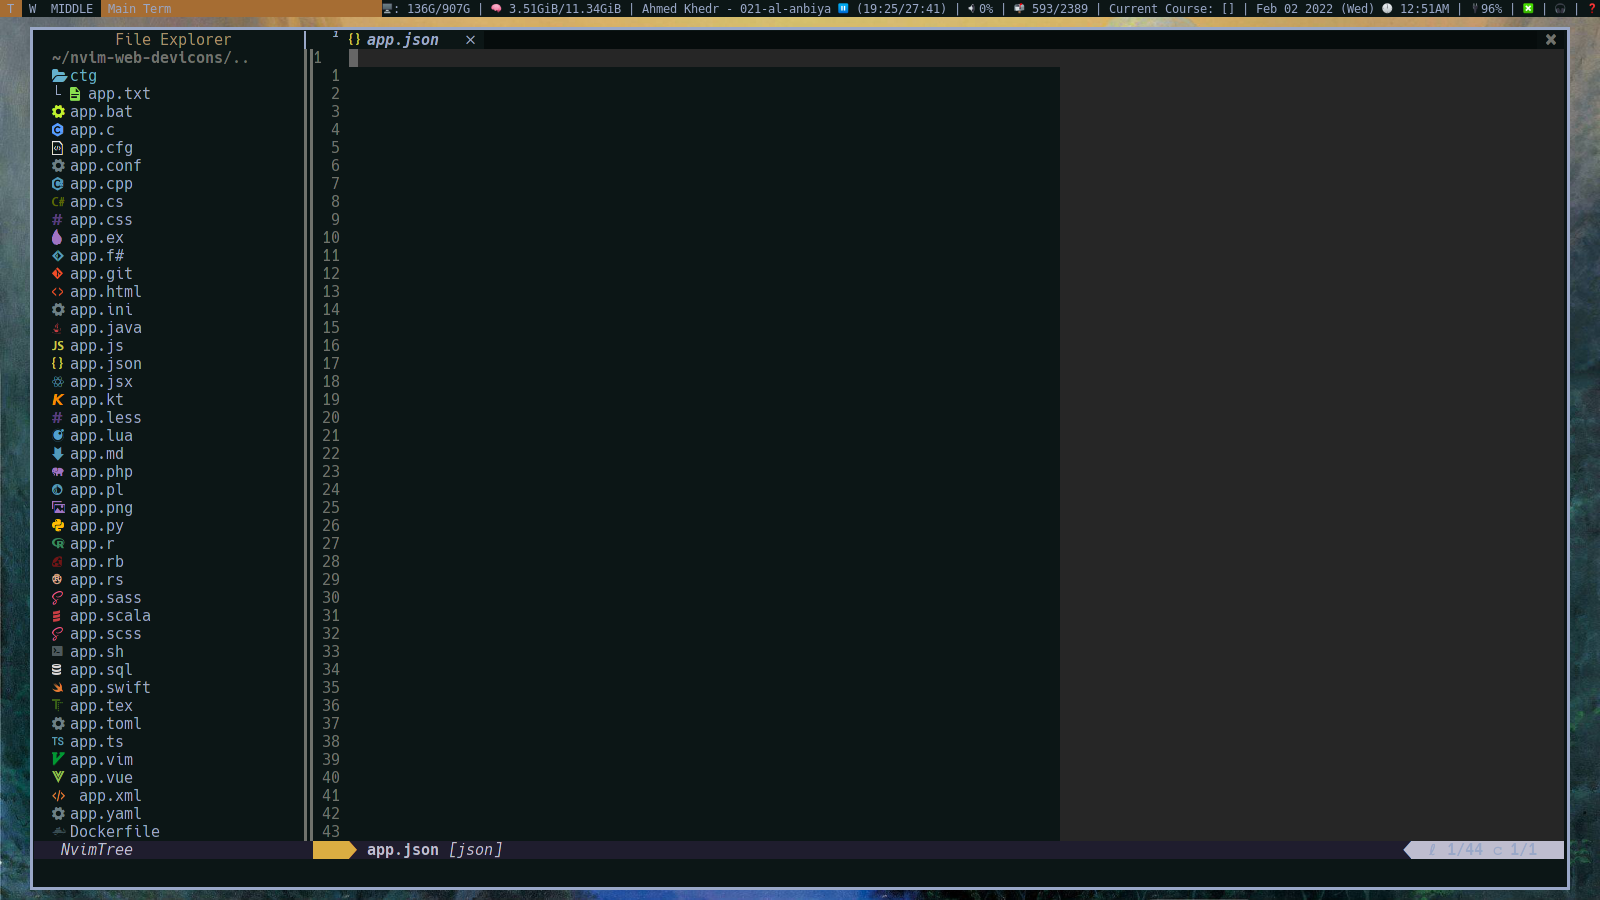 T W MIDDLE Main Term : 136G/907G | 3.51GiB/11.34GiB | Ahmed Khedr - 021-al-anbiya (19:25/27:41) | 0% | 593/2389 | Current Course: [] | Feb 02 2022 (Wed) 12:51AM | 96% | | |
File Explorer 1 {} app.json ×
~/nvim-web-devicons/.. 1
ctg 1
app.txt 2
app.bat 3
app.c 4
app.cfg 5
app.conf 6
app.cpp 7
C# app.cs 8
# app.css 9
app.ex 10
app.f# 11
app.git 12
<> app.html 13
app.ini 14
app.java 15
JS app.js 16
{} app.json 17
app.jsx 18
app.kt 19
# app.less 20
app.lua 21
app.md 22
app.php 23
app.pl 24
app.png 25
app.py 26
app.r 27
app.rb 28
app.rs 29
app.sass 30
app.scala 31
app.scss 32
app.sh 33
app.sql 34
app.swift 35
app.tex 36
app.toml 37
TS app.ts 38
app.vim 39
app.vue 40
</> app.xml 41
app.yaml 42
Dockerfile 43
NvimTree app.json [json] ℓ 1/44 c 1/1